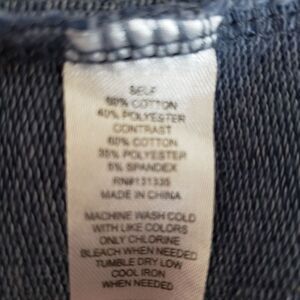 SELF
60% COTTON
40% POLYESTER
CONTRAST
60% COTTON
35% POLYESTER
5% SPANDEX
RN#131335
MADE IN CHINA
MACHINE WASH COLD
WITH LIKE COLORS
ONLY CHLORINE
BLEACH WHEN NEEDED
TUMBLE DRY LOW
COOL IRON
WHEN NEEDED